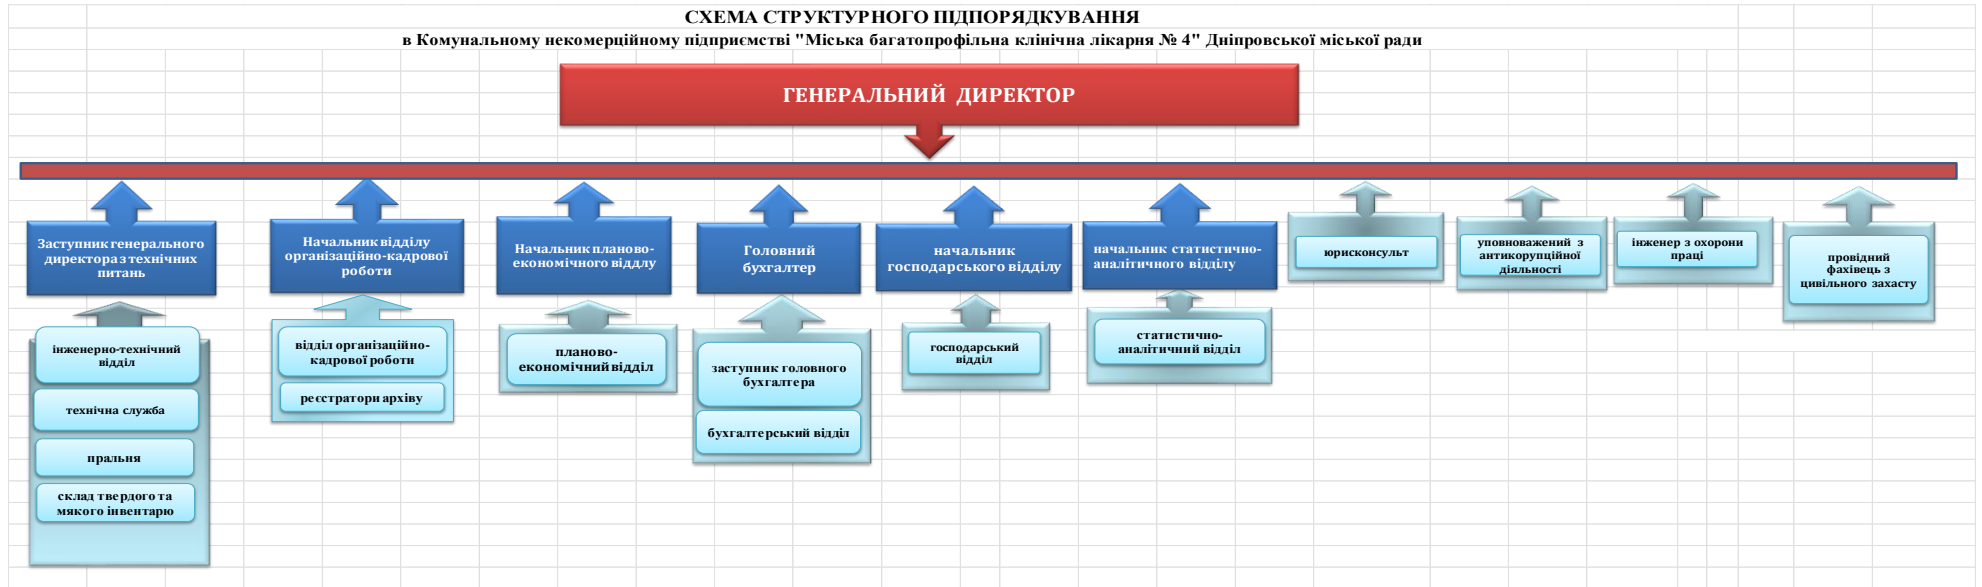 СХЕМА СТРУКТУРНОГО ПІДПОРЯДКУВАННЯ
в Комунальному некомерційному підприємстві "Міська багатопрофільна клінічна лікарня № 4" Дніпровської міської ради
ГЕНЕРАЛЬНИЙ ДИРЕКТОР
Заступник генерального
директора з технічних
питань
Начальник відділу
організаційно-кадрової
роботи
Начальник планово-
економічного віддлу
Головний
бухгалтер
начальник
господарського відділу
начальник статистично-
аналітичного відділу
юрисконсульт
уповноважений з
антикорупційної
діяльності
інженер з охорони
праці
провідний
фахівець з
цивільного захасту
інженерно-технічний
відділ
технічна служба
пральня
склад твердого та
мякого інвентарю
відділ організаційно-
кадрової роботи
реєстратори архіву
планово-
економічний відділ
заступник головного
бухгалтера
бухгалтерський відділ
господарський
відділ
статистично-
аналітичний відділ